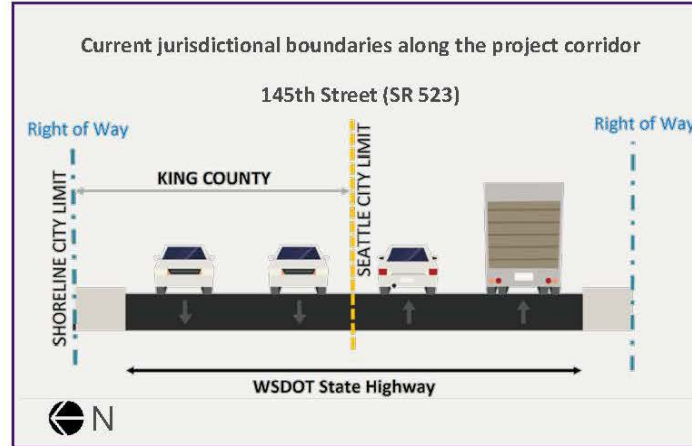 Current jurisdictional boundaries along the project corridor
145th Street (SR 523)
Right of Way
Right of Way
KING COUNTY
SHORELINE CITY LIMIT
SEATTLE CITY LIMIT
WSDOT State Highway
N